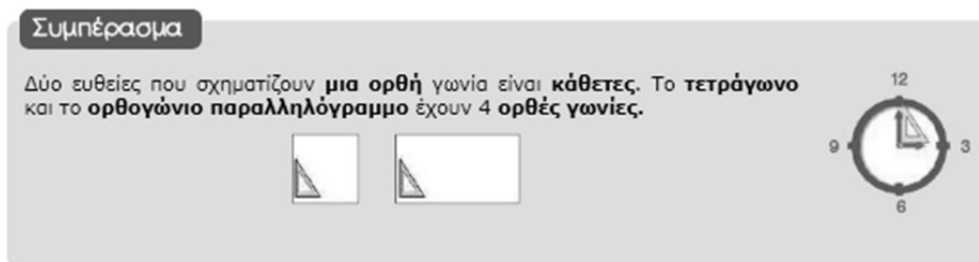 Συμπέρασμα
Δύο ευθείες που σχηματίζουν μια ορθή γωνία είναι κάθετες. Το τετράγωνο
και το ορθογώνιο παραλληλόγραμμο έχουν 4 ορθές γωνίες.
12
9
3
6